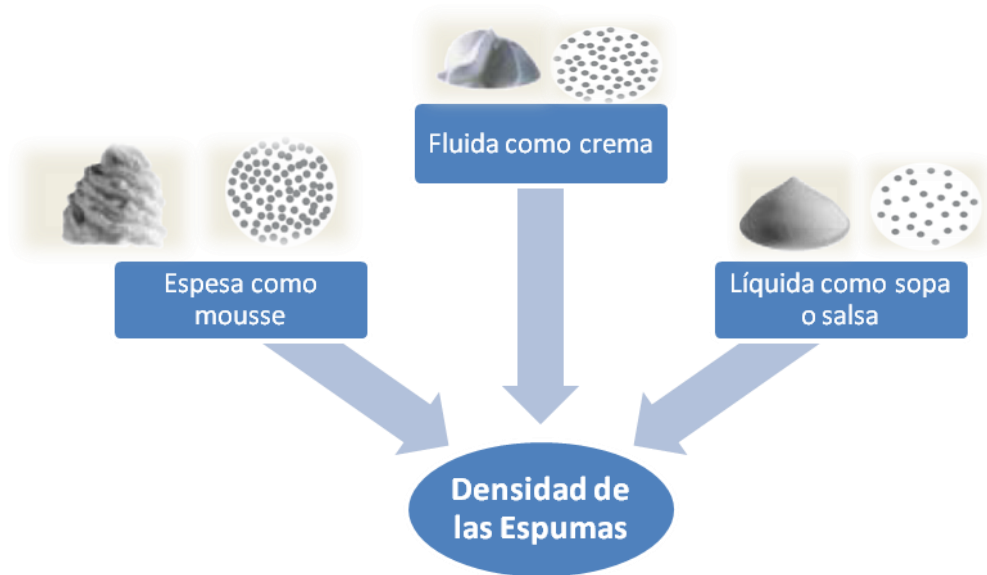 Fluida como crema
Espesa como
mousse
Líquida como sopa
o salsa
Densidad de
las Espumas